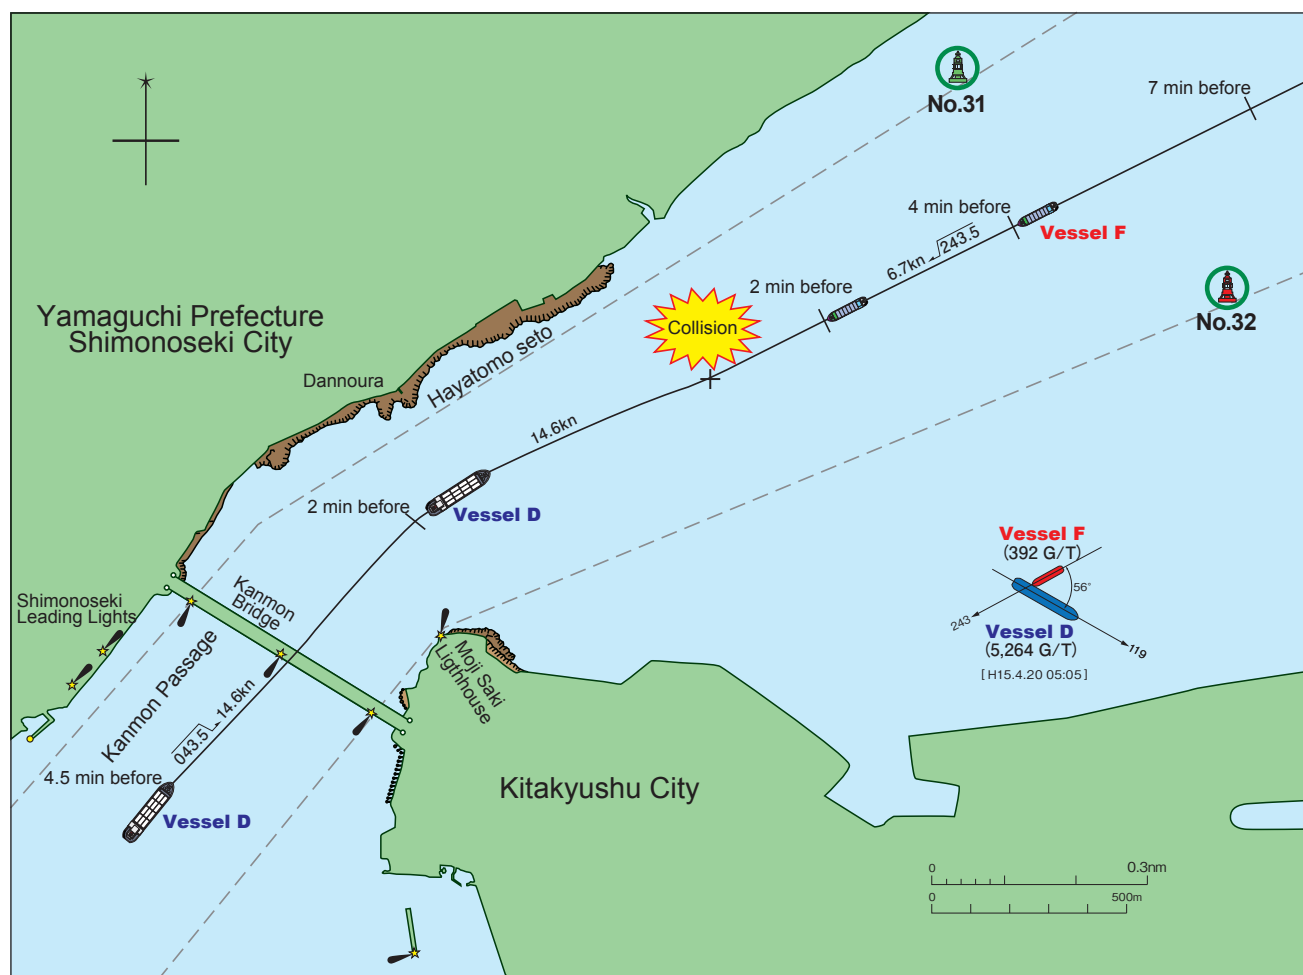 No.31
7 min before
4 min before
Vessel F
6.7kn
243.5
2 min before
No.32
Yamaguchi Prefecture
Shimonoseki City
Collision
Hayatomo seto
Dannoura
14.6kn
2 min before
Vessel D
Vessel F
(392 G/T)
56°
243
Vessel D
(5,264 G/T)
119
[ H15.4.20 05:05 ]
Shimonoseki
Leading Lights
Kanmon
Bridge
Kanmon Passage
Moji Saki
Ligthhouse
043.5
14.6kn
4.5 min before
Vessel D
Kitakyushu City
0
0.3nm
0
500m